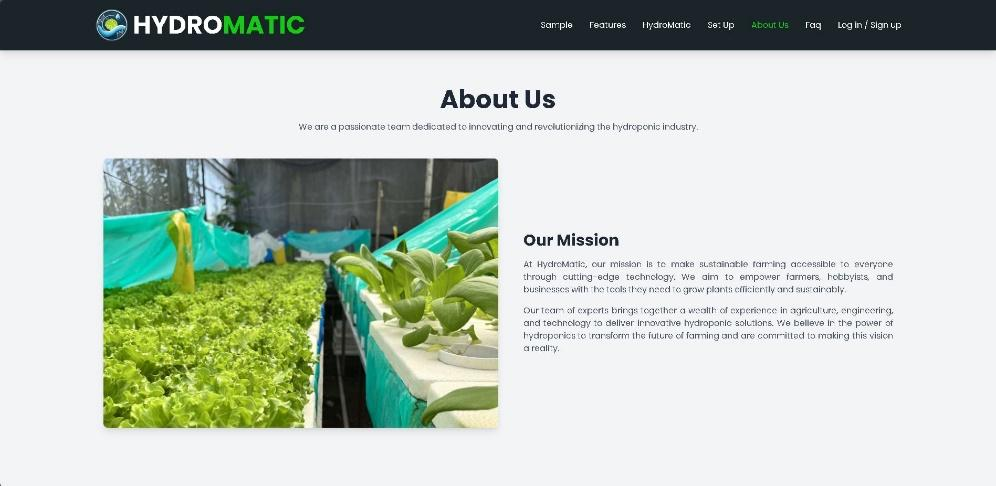 HYDROMATIC
Sample Features HydroMatic Set Up About Us Faq Log in / Sign up
About Us
We are a passionate team dedicated to innovating and revolutionizing the hydroponic industry.
Our Mission
At HydroMatic, our mission is to make sustainable farming accessible to everyone
through cutting-edge technology. We aim to empower farmers, hobbyists, and
businesses with the tools they need to grow plants efficiently and sustainably.
Our team of experts brings together a wealth of experience in agriculture, engineering,
and technology to deliver innovative hydroponic solutions. We believe in the power of
hydroponics to transform the future of farming and are committed to making this vision
a reality.